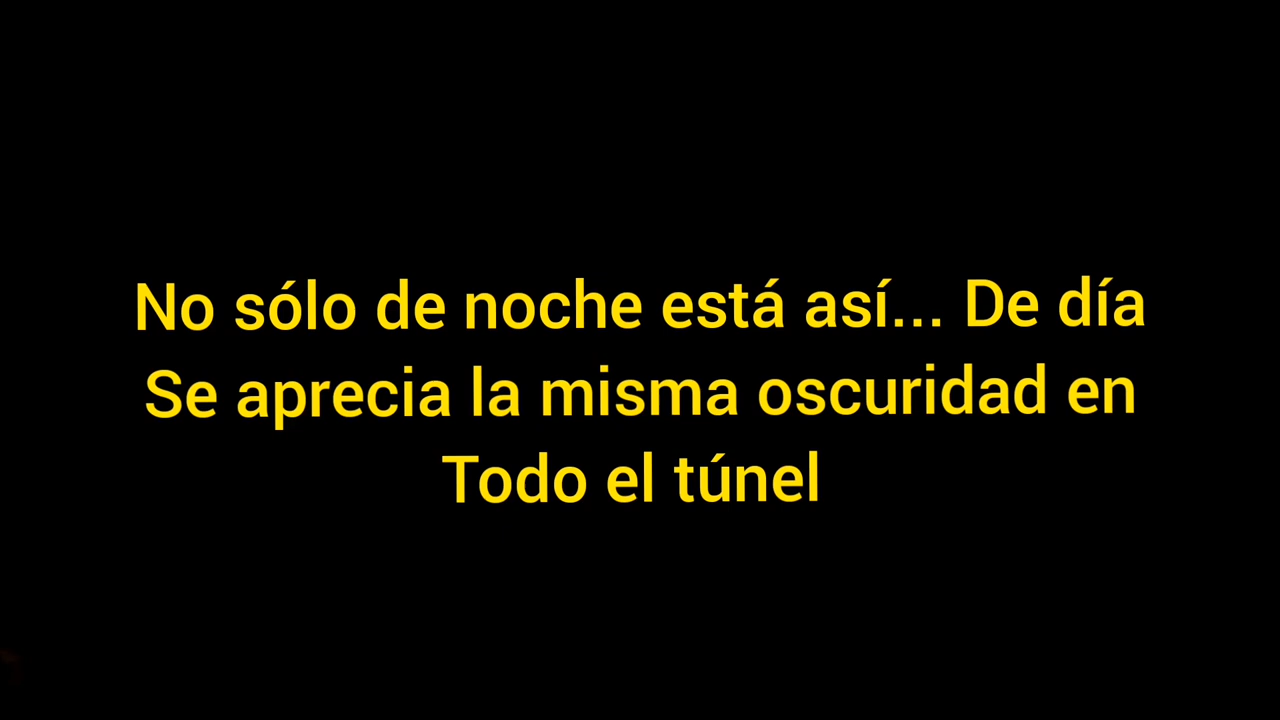 No sólo de noche está así... De día
Se aprecia la misma oscuridad en
Todo el túnel